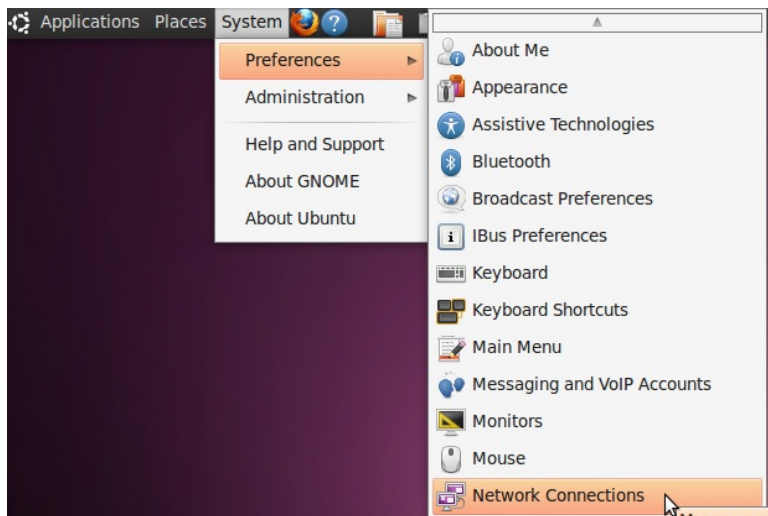 Applications Places System
Preferences
Administration
Help and Support
About GNOME
About Ubuntu
About Me
Appearance
Assistive Technologies
Bluetooth
Broadcast Preferences
IBus Preferences
Keyboard
Keyboard Shortcuts
Main Menu
Messaging and VoIP Accounts
Monitors
Mouse
Network Connections